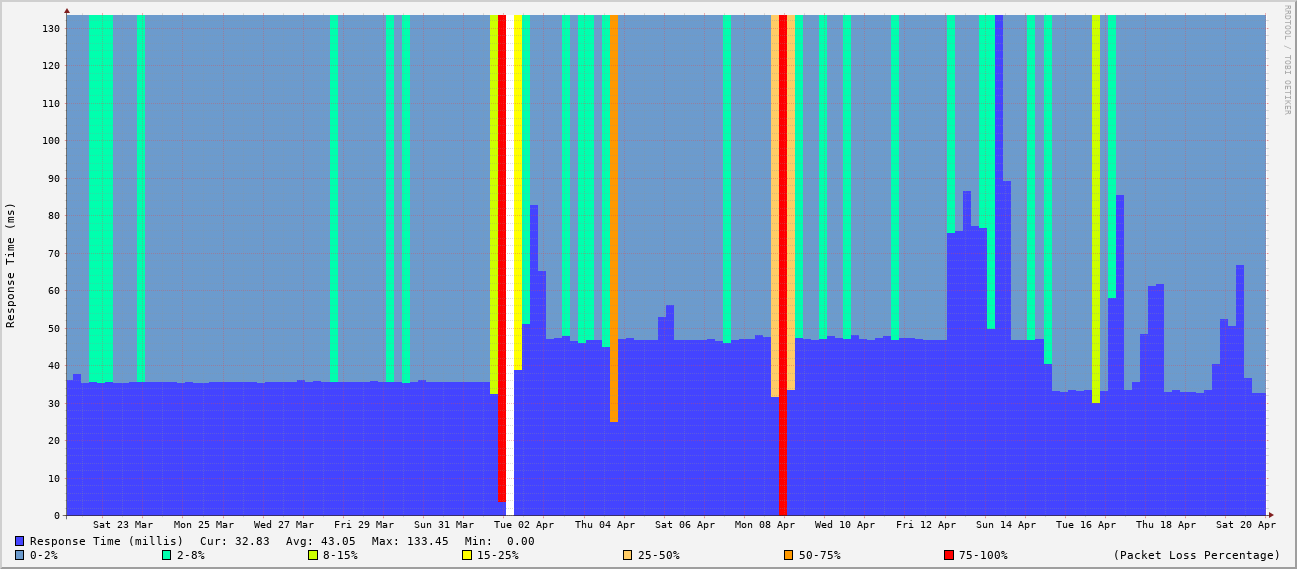 RRDTOOL / TOBI OETIKER
Response Time (ms)
130
120
110
100
90
80
70
60
50
40
30
20
10
0
Sat 23 Mar Mon 25 Mar Wed 27 Mar Fri 29 Mar Sun 31 Mar Tue 02 Apr Thu 04 Apr Sat 06 Apr Mon 08 Apr Wed 10 Apr Fri 12 Apr Sun 14 Apr Tue 16 Apr Thu 18 Apr Sat 20 Apr
Response Time (millis) Cur: 32.83 Avg: 43.05 Max: 133.45 Min: 0.00
0-2% 2-8% 8-15% 15-25% 25-50% 50-75% 75-100% (Packet Loss Percentage)